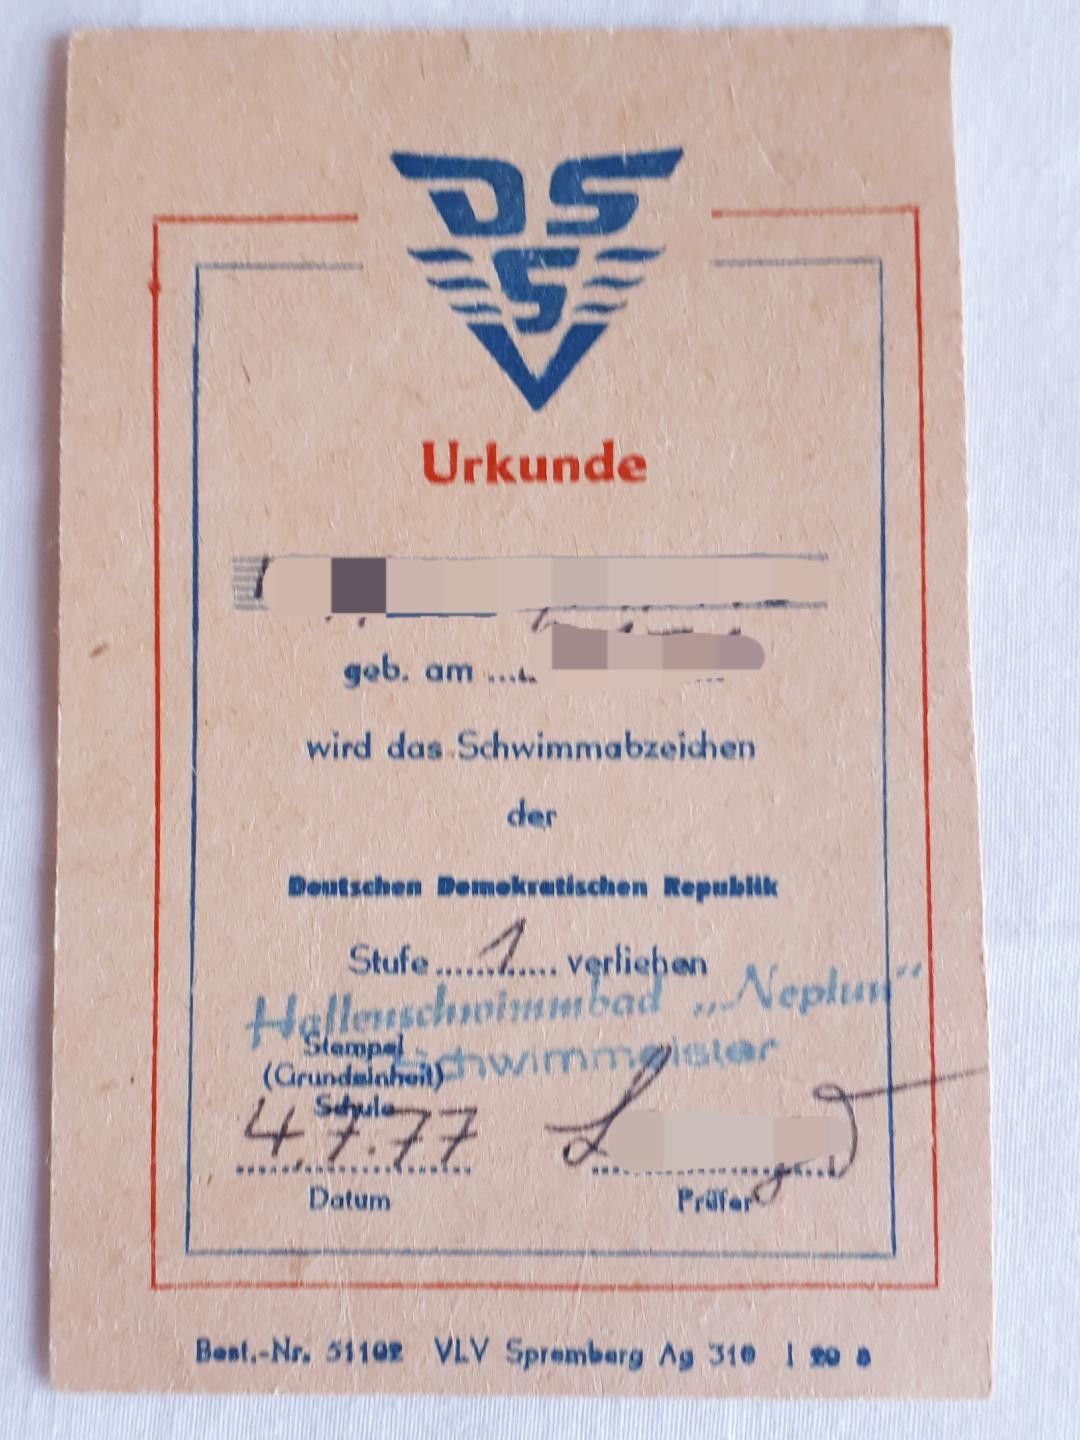 DSSV
Urkunde
geb. am
wird das Schwimmabzeichen
der
Deutschen Demokratischen Republik
Stufe 1 verliehen
Hallenschwimmbad „Neptun“
Schwimmeister
Stempel
(Grundeinheit)
Schule
4.7.77
Datum Prüfer
Best.-Nr. 51102 VLV Spremberg Ag 310 I 20 8